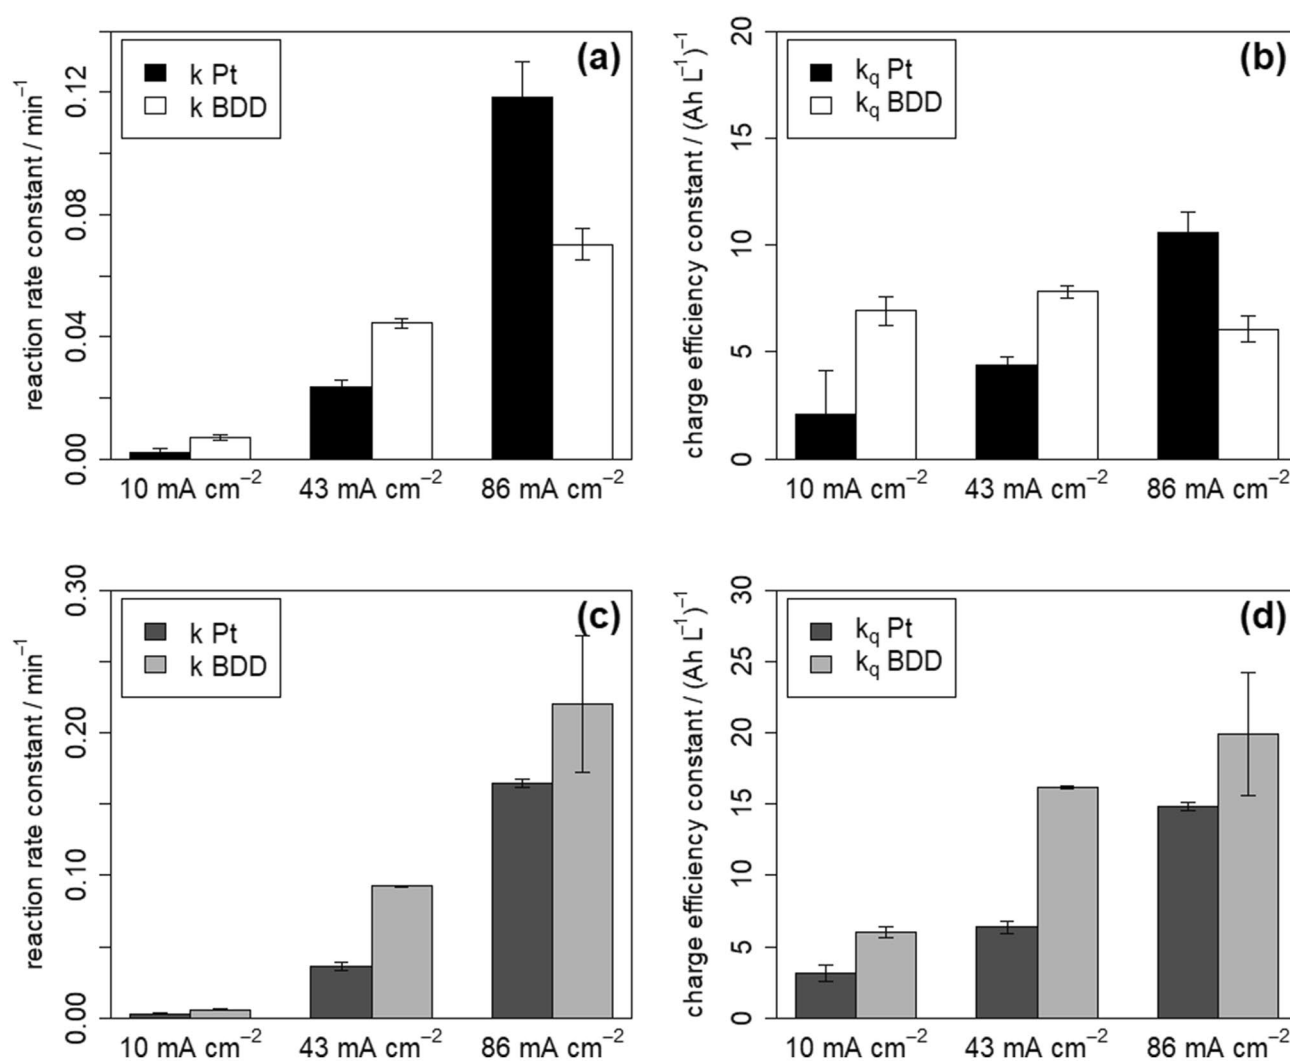 (a)
k Pt
k BDD
reaction rate constant / min⁻¹
0.12
0.08
0.04
0.00
10 mA cm⁻²
43 mA cm⁻²
86 mA cm⁻²
(b)
k_q Pt
k_q BDD
charge efficiency constant / (Ah L⁻¹)⁻¹
20
15
10
5
0
10 mA cm⁻²
43 mA cm⁻²
86 mA cm⁻²
(c)
k Pt
k BDD
reaction rate constant / min⁻¹
0.30
0.20
0.10
0.00
10 mA cm⁻²
43 mA cm⁻²
86 mA cm⁻²
(d)
k_q Pt
k_q BDD
charge efficiency constant / (Ah L⁻¹)⁻¹
30
25
20
15
10
5
0
10 mA cm⁻²
43 mA cm⁻²
86 mA cm⁻²